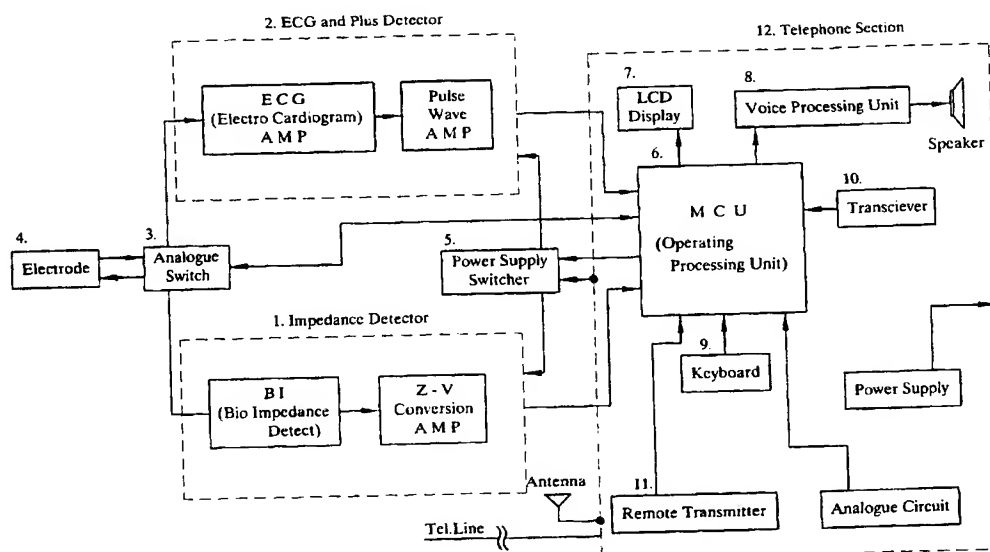 2. ECG and Plus Detector
12. Telephone Section
E C G
(Electro Cardiogram)
A M P
Pulse
Wave
A M P
7.
LCD
Display
8.
Voice Processing Unit
Speaker
6.
M C U
(Operating
Processing Unit)
10.
Transciever
4.
Electrode
3.
Analogue
Switch
5.
Power Supply
Switcher
1. Impedance Detector
B I
(Bio Impedance
Detect)
Z - V
Conversion
A M P
9.
Keyboard
Power Supply
Antenna
11.
Remote Transmitter
Analogue Circuit
Tel.Line